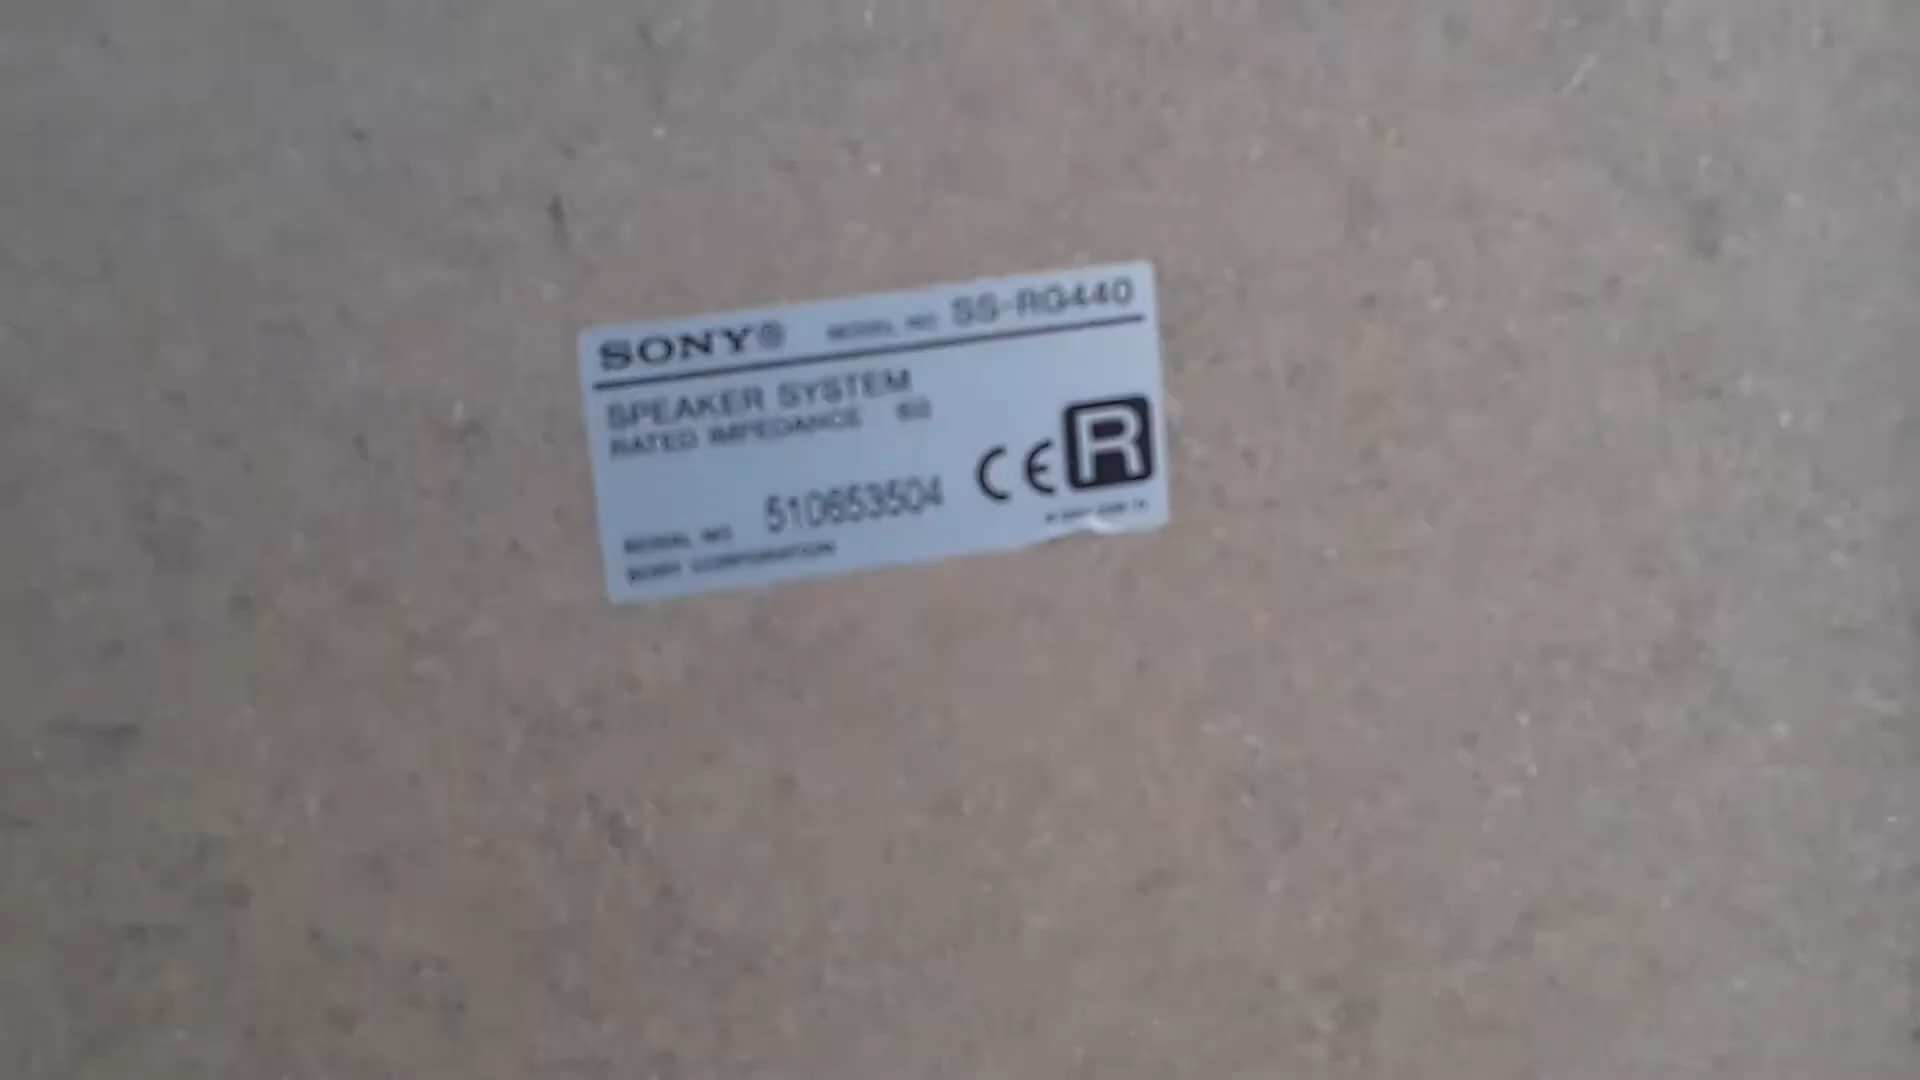 SONY® MODEL NO. SS-RG440
SPEAKER SYSTEM
RATED IMPEDANCE 6Ω
CE R
SERIAL NO. 510653504
SONY CORPORATION